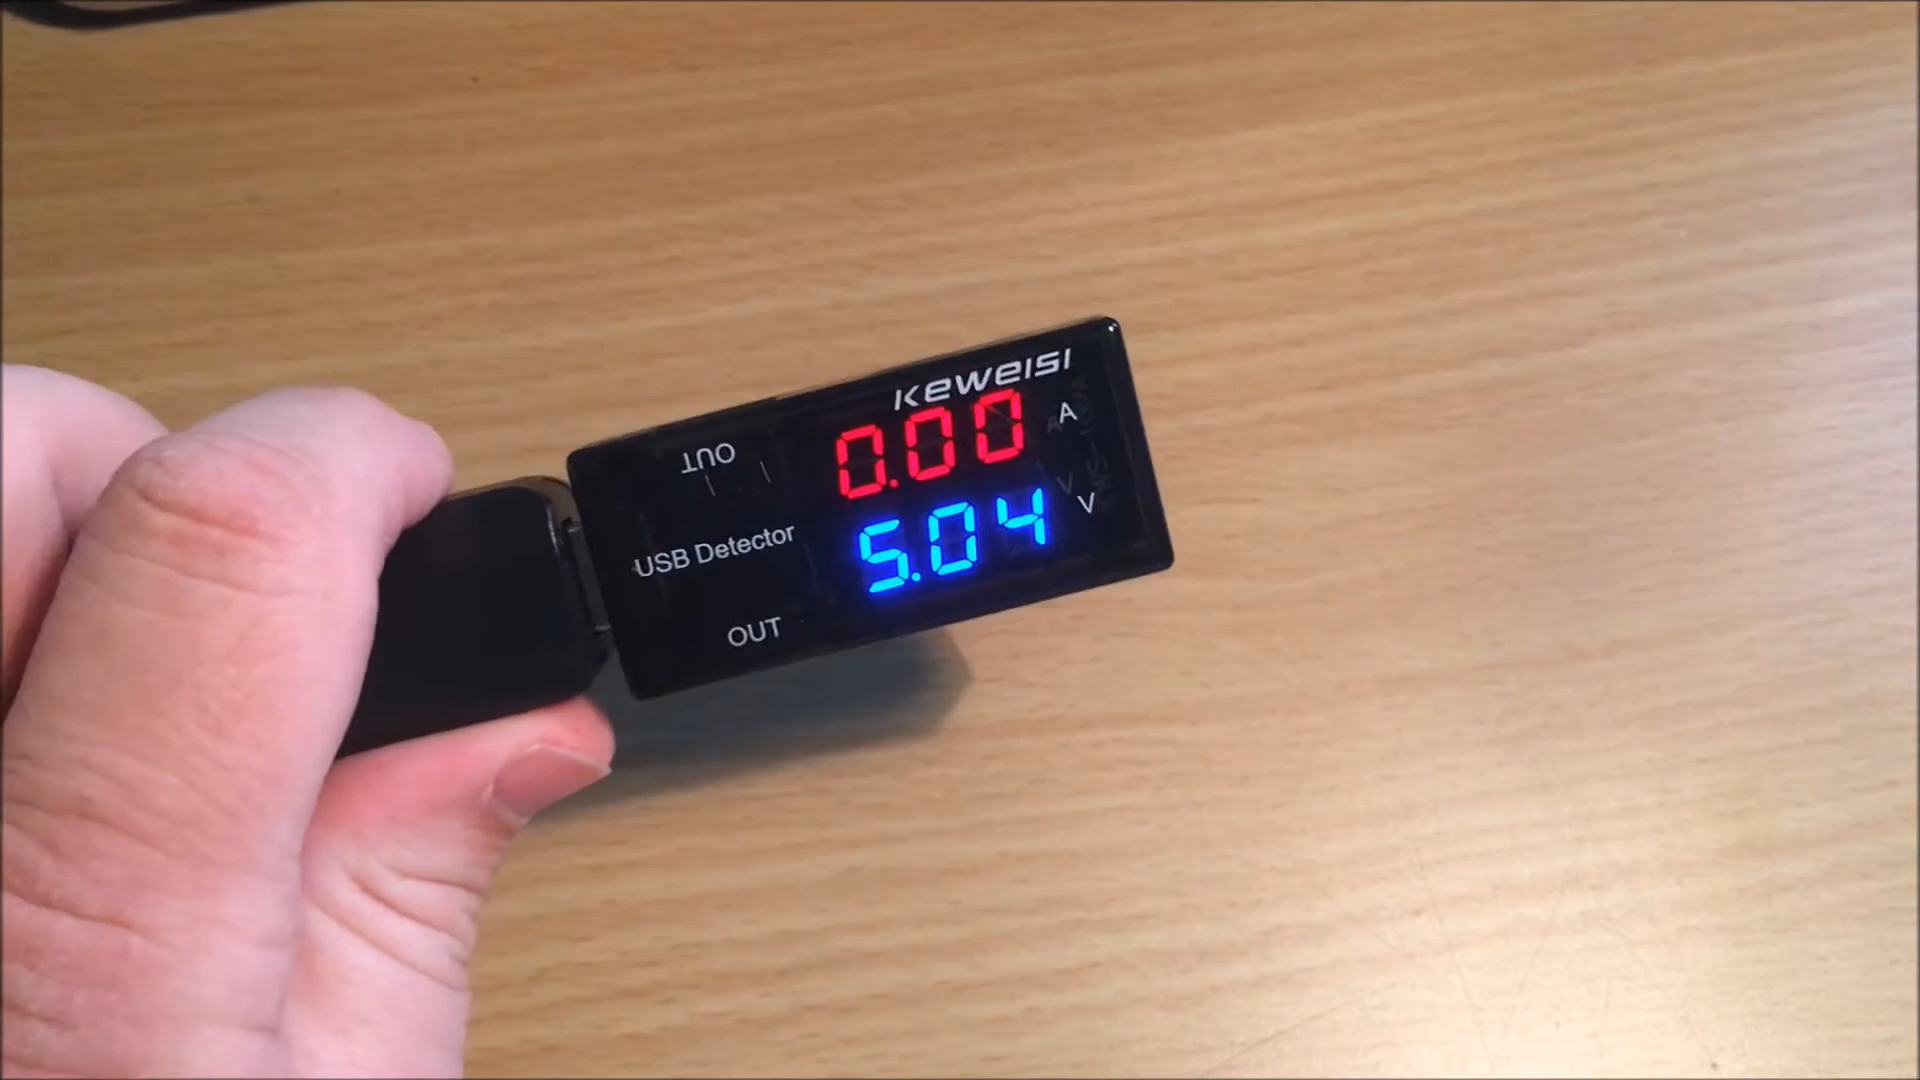 KEWEISI
OUT
0.00 A
USB Detector
5.04 V
OUT